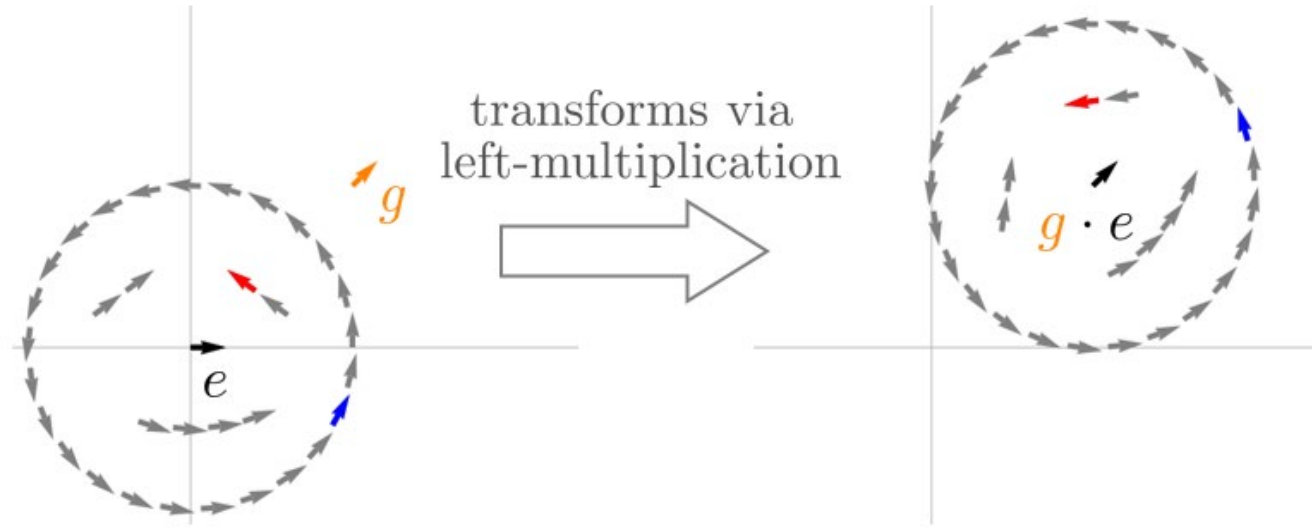 transforms via
left-multiplication
g
e
g · e